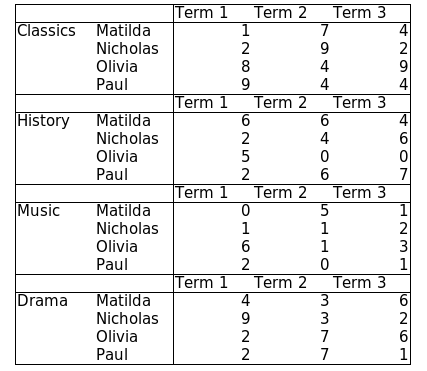 Term 1 Term 2 Term 3
Classics Matilda 1 7 4
Nicholas 2 9 2
Olivia 8 4 9
Paul 9 4 4
Term 1 Term 2 Term 3
History Matilda 6 6 4
Nicholas 2 4 6
Olivia 5 0 0
Paul 2 6 7
Term 1 Term 2 Term 3
Music Matilda 0 5 1
Nicholas 1 1 2
Olivia 6 1 3
Paul 2 0 1
Term 1 Term 2 Term 3
Drama Matilda 4 3 6
Nicholas 9 3 2
Olivia 2 7 6
Paul 2 7 1